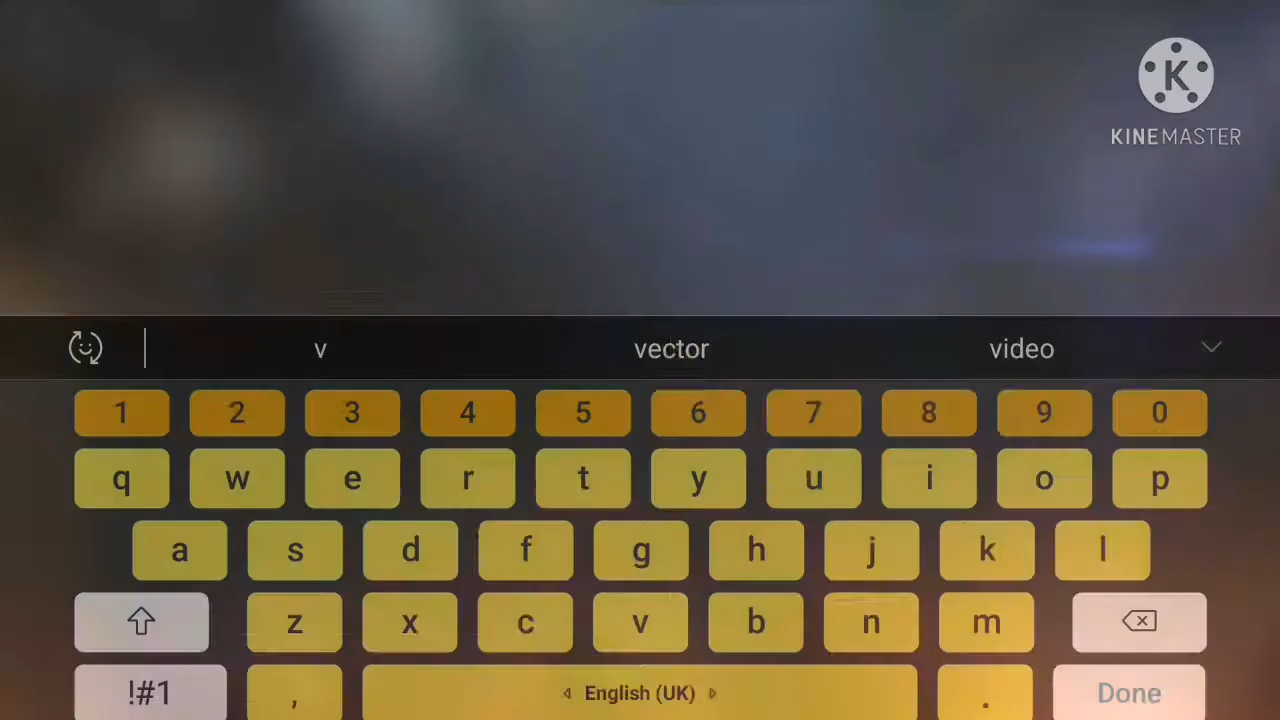 K
KINEMASTER
v vector video
1 2 3 4 5 6 7 8 9 0
q w e r t y u i o p
a s d f g h j k l
z x c v b n m
!#1 , English (UK) . Done